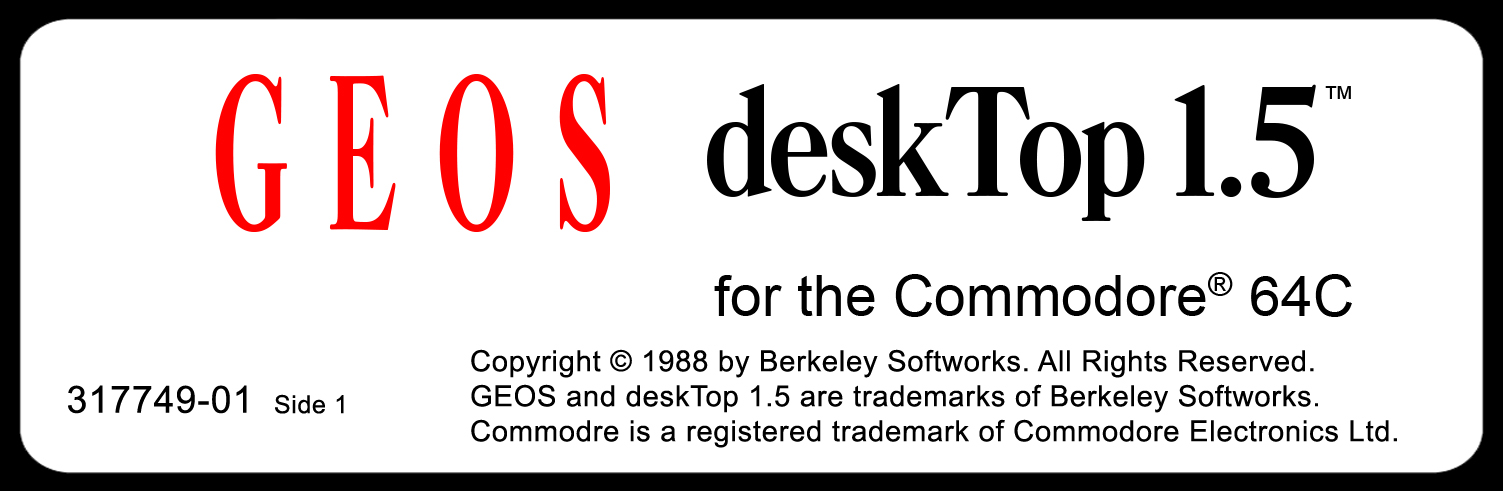 GEOS deskTop 1.5™
for the Commodore® 64C
Copyright © 1988 by Berkeley Softworks. All Rights Reserved.
317749-01 Side 1
GEOS and deskTop 1.5 are trademarks of Berkeley Softworks.
Commodre is a registered trademark of Commodore Electronics Ltd.